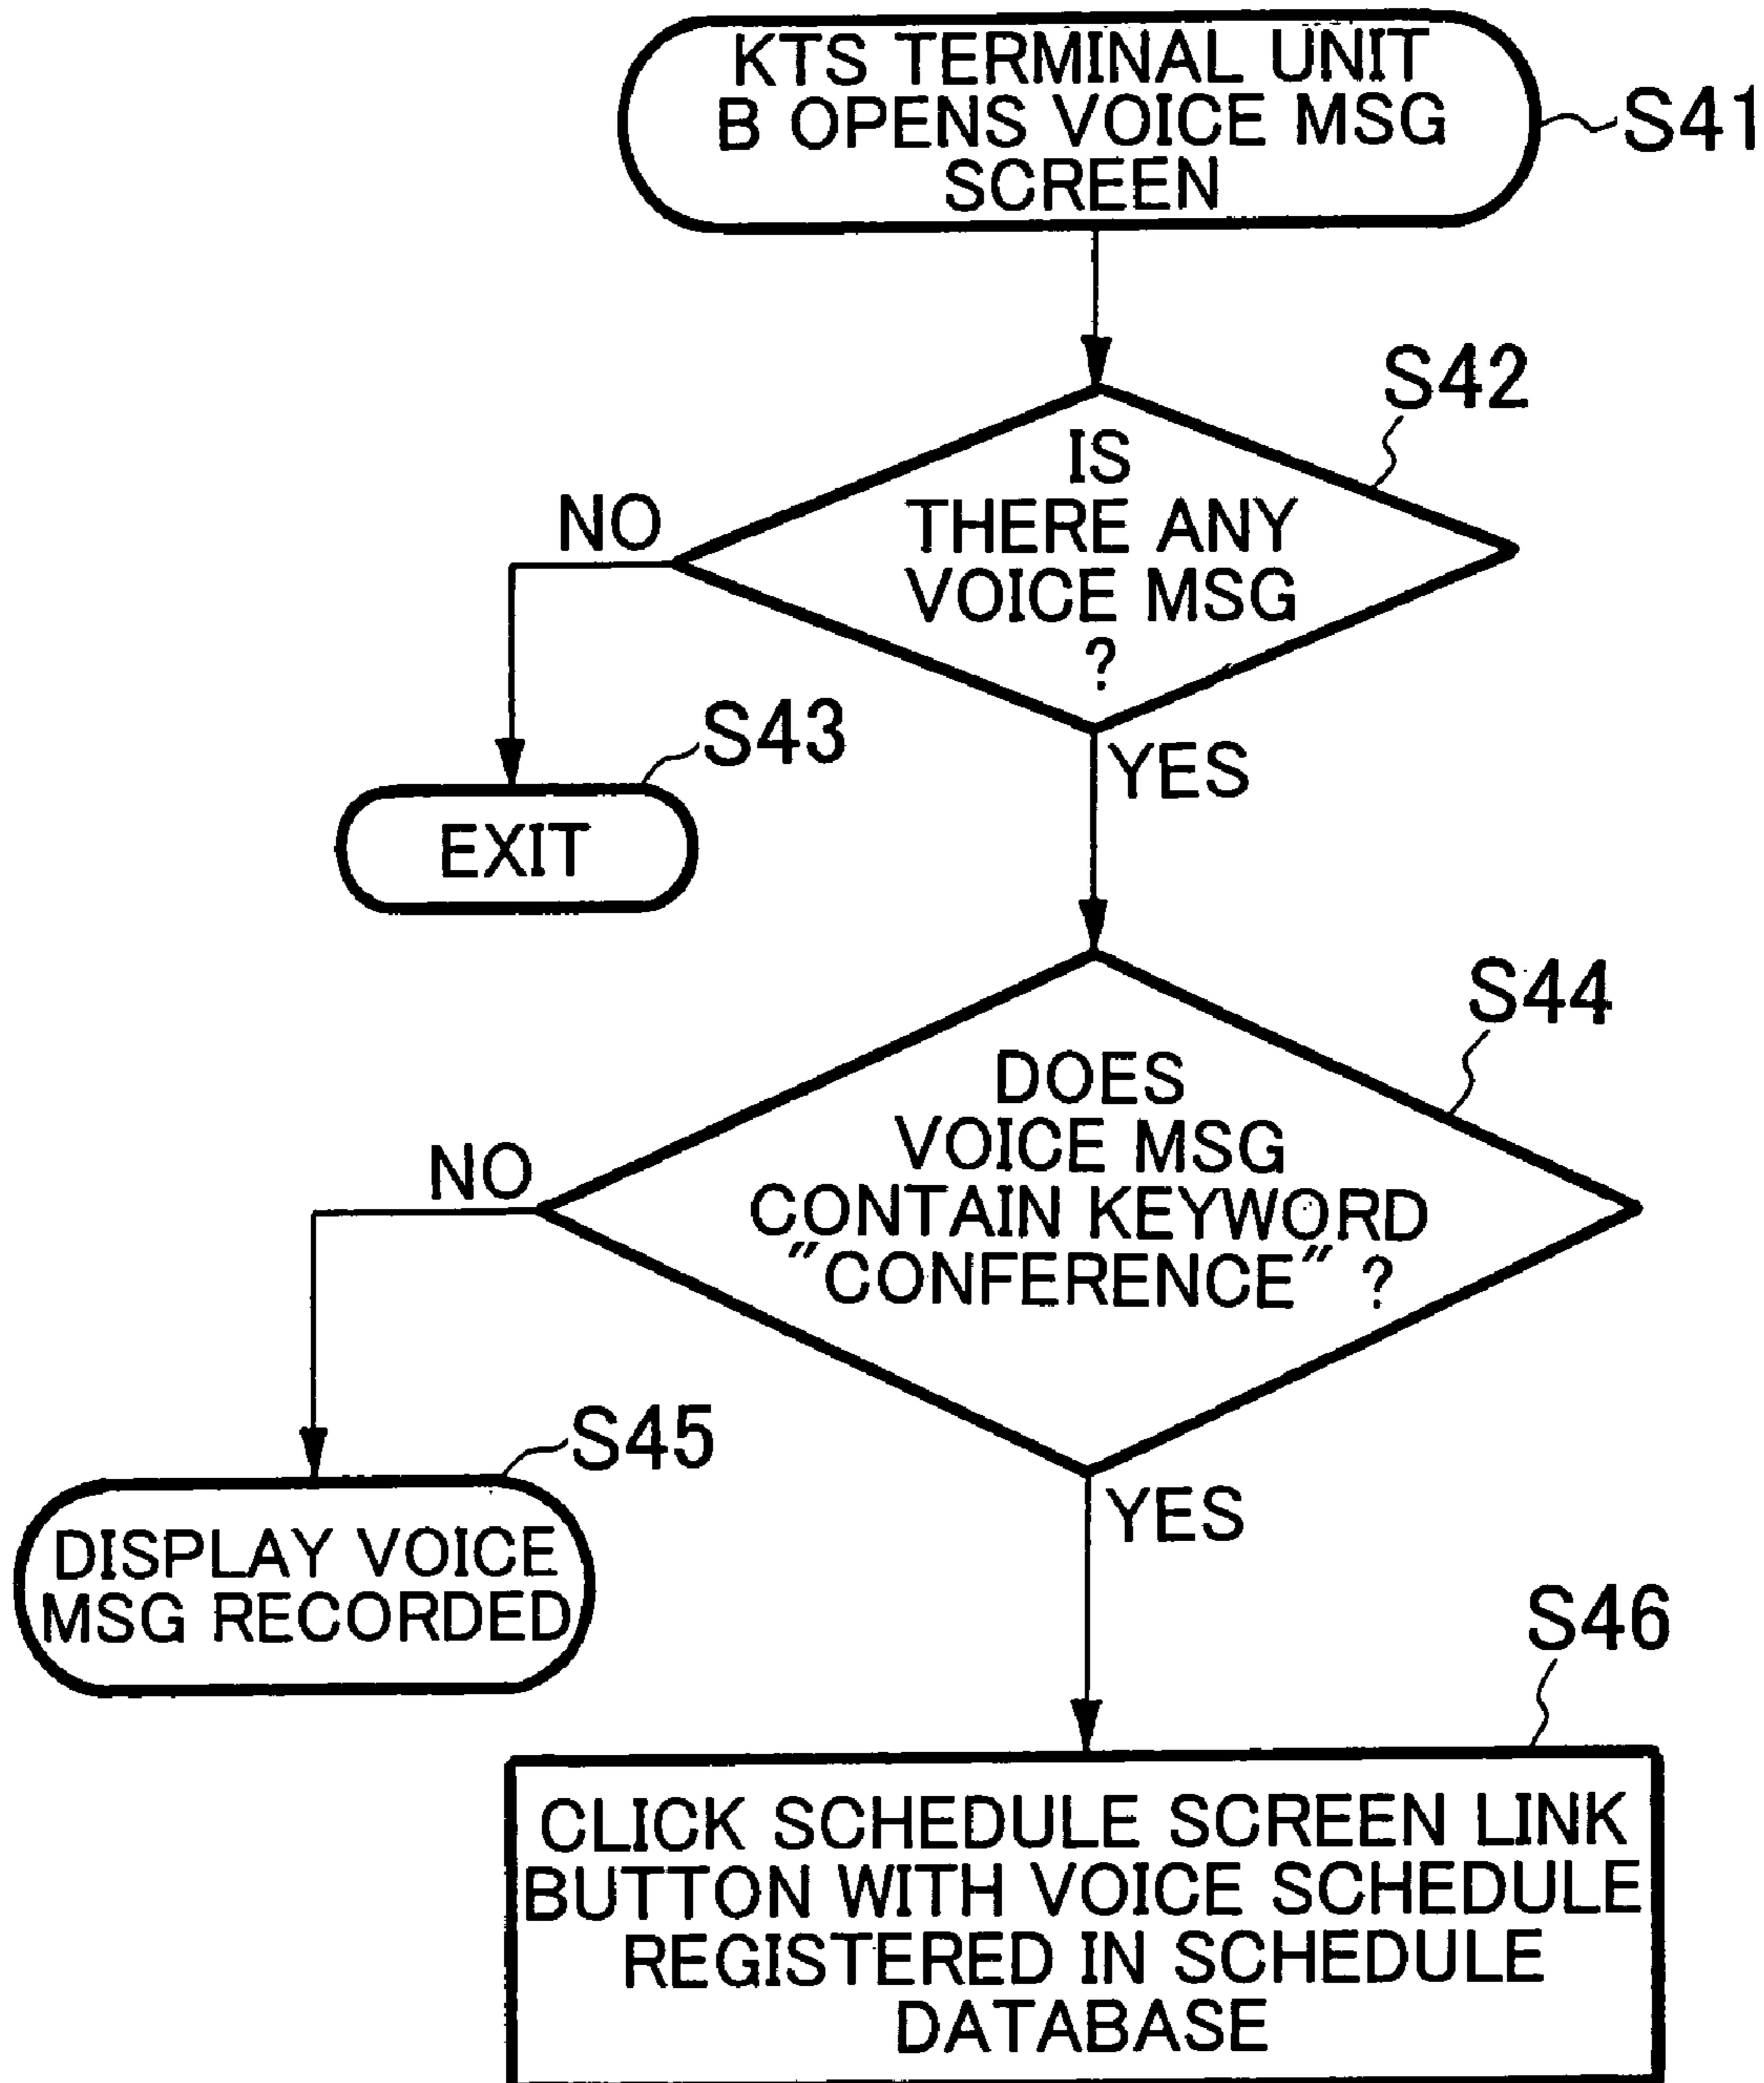 KTS TERMINAL UNIT
B OPENS VOICE MSG
SCREEN
S41
S42
IS
THERE ANY
VOICE MSG
?
NO
S43
YES
EXIT
S44
DOES
VOICE MSG
CONTAIN KEYWORD
"CONFERENCE" ?
NO
S45
YES
DISPLAY VOICE
MSG RECORDED
S46
CLICK SCHEDULE SCREEN LINK
BUTTON WITH VOICE SCHEDULE
REGISTERED IN SCHEDULE
DATABASE